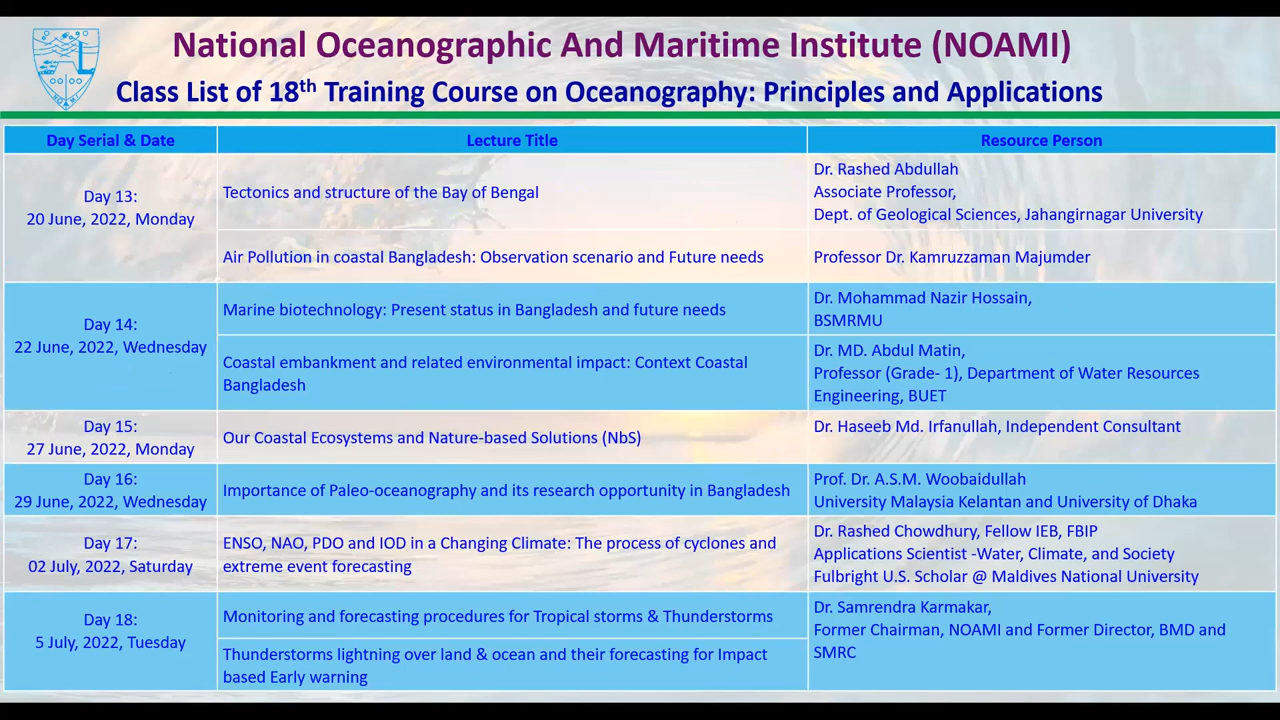 National Oceanographic And Maritime Institute (NOAMI)
Class List of 18th Training Course on Oceanography: Principles and Applications
Day Serial & Date
Lecture Title
Resource Person
Day 13:
20 June, 2022, Monday
Tectonics and structure of the Bay of Bengal
Dr. Rashed Abdullah
Associate Professor,
Dept. of Geological Sciences, Jahangirnagar University
Air Pollution in coastal Bangladesh: Observation scenario and Future needs
Professor Dr. Kamruzzaman Majumder
Day 14:
22 June, 2022, Wednesday
Marine biotechnology: Present status in Bangladesh and future needs
Dr. Mohammad Nazir Hossain,
BSMRMU
Coastal embankment and related environmental impact: Context Coastal
Bangladesh
Dr. MD. Abdul Matin,
Professor (Grade- 1), Department of Water Resources
Engineering, BUET
Day 15:
27 June, 2022, Monday
Our Coastal Ecosystems and Nature-based Solutions (NbS)
Dr. Haseeb Md. Irfanullah, Independent Consultant
Day 16:
29 June, 2022, Wednesday
Importance of Paleo-oceanography and its research opportunity in Bangladesh
Prof. Dr. A.S.M. Woobaidullah
University Malaysia Kelantan and University of Dhaka
Day 17:
02 July, 2022, Saturday
ENSO, NAO, PDO and IOD in a Changing Climate: The process of cyclones and
extreme event forecasting
Dr. Rashed Chowdhury, Fellow IEB, FBIP
Applications Scientist -Water, Climate, and Society
Fulbright U.S. Scholar @ Maldives National University
Day 18:
5 July, 2022, Tuesday
Monitoring and forecasting procedures for Tropical storms & Thunderstorms
Thunderstorms lightning over land & ocean and their forecasting for Impact
based Early warning
Dr. Samrendra Karmakar,
Former Chairman, NOAMI and Former Director, BMD and
SMRC